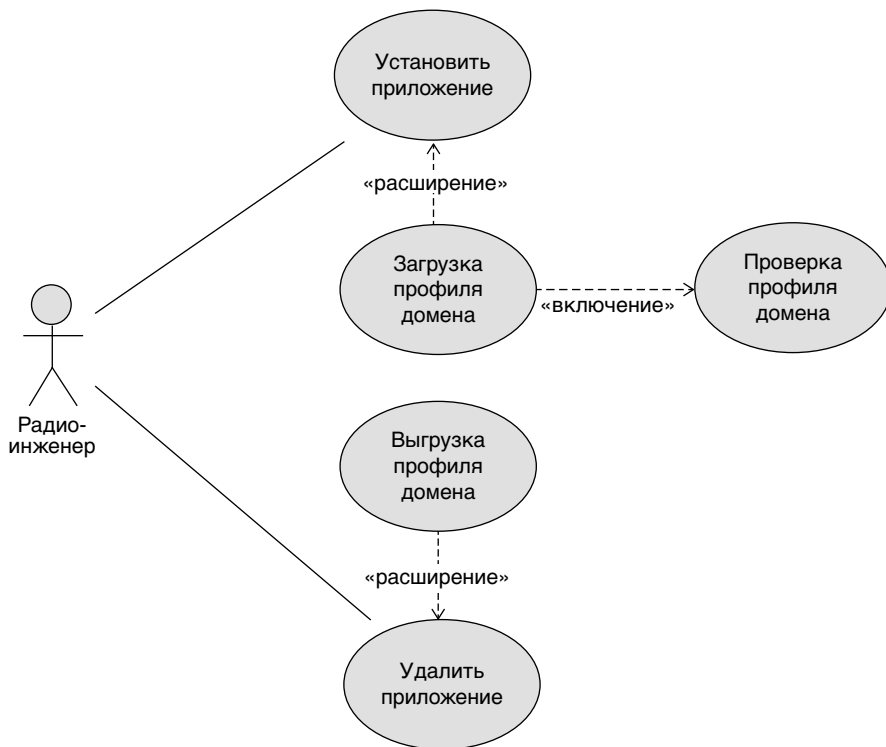 Установить
приложение
«расширение»
Загрузка
профиля
домена
«включение»
Проверка
профиля
домена
Радио-
инженер
Выгрузка
профиля
домена
«расширение»
Удалить
приложение